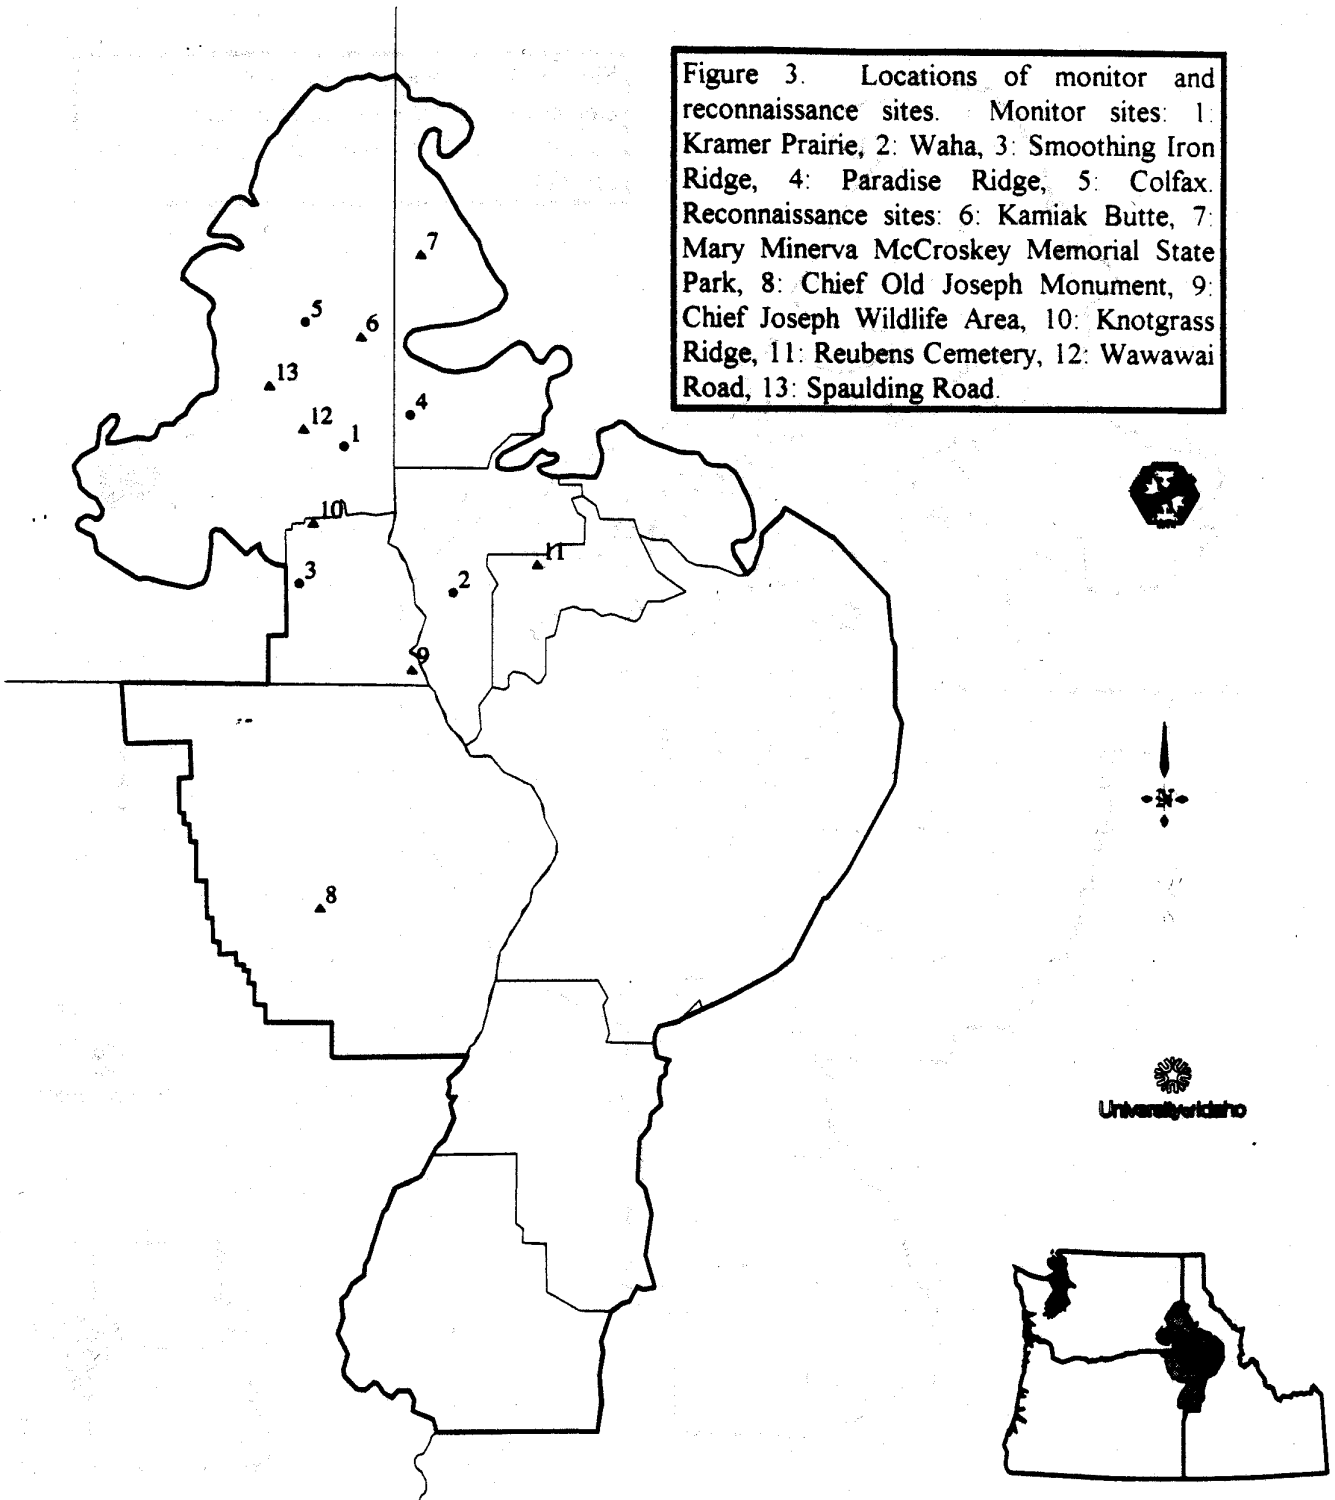 Figure 3. Locations of monitor and
reconnaissance sites. Monitor sites: 1:
Kramer Prairie, 2: Waha, 3: Smoothing Iron
Ridge, 4: Paradise Ridge, 5: Colfax.
Reconnaissance sites: 6: Kamiak Butte, 7:
Mary Minerva McCroskey Memorial State
Park, 8: Chief Old Joseph Monument, 9:
Chief Joseph Wildlife Area, 10: Knotgrass
Ridge, 11: Reubens Cemetery, 12: Wawawai
Road, 13: Spaulding Road.
7
5
6
13
4
12
1
10
11
3
2
9
N
8
University of Idaho